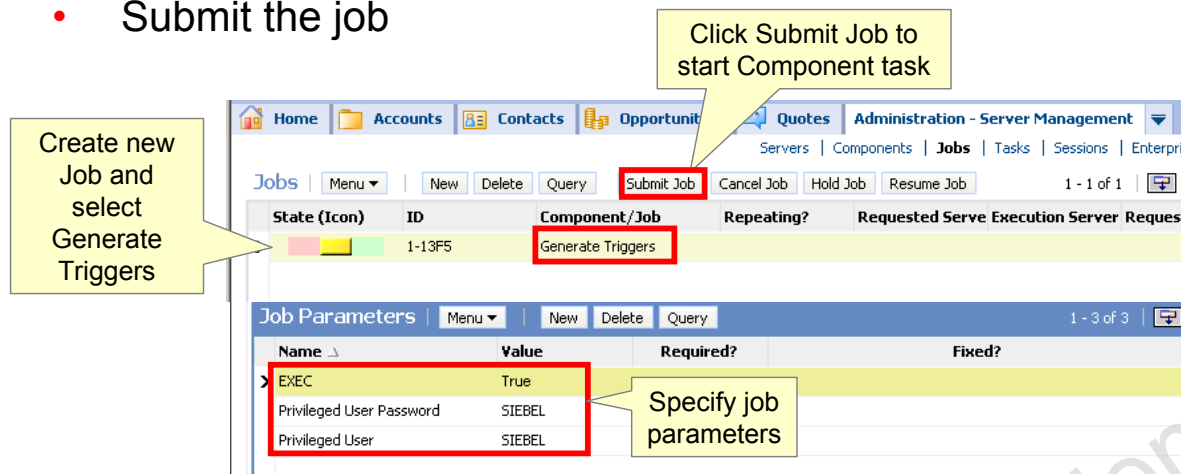 • Submit the job
Click Submit Job to
start Component task
Create new
Job and
select
Generate
Triggers
Home Accounts Contacts Opportunit Quotes Administration - Server Management
Servers | Components | Jobs | Tasks | Sessions | Enterpri
Jobs | Menu | New Delete Query Submit Job Cancel Job Hold Job Resume Job 1 - 1 of 1
State (Icon) ID Component/Job Repeating? Requested Serve Execution Server Reques
1-13F5 Generate Triggers
Job Parameters | Menu | New Delete Query 1 - 3 of 3
Name Value Required? Fixed?
EXEC True
Privileged User Password SIEBEL
Privileged User SIEBEL
Specify job
parameters